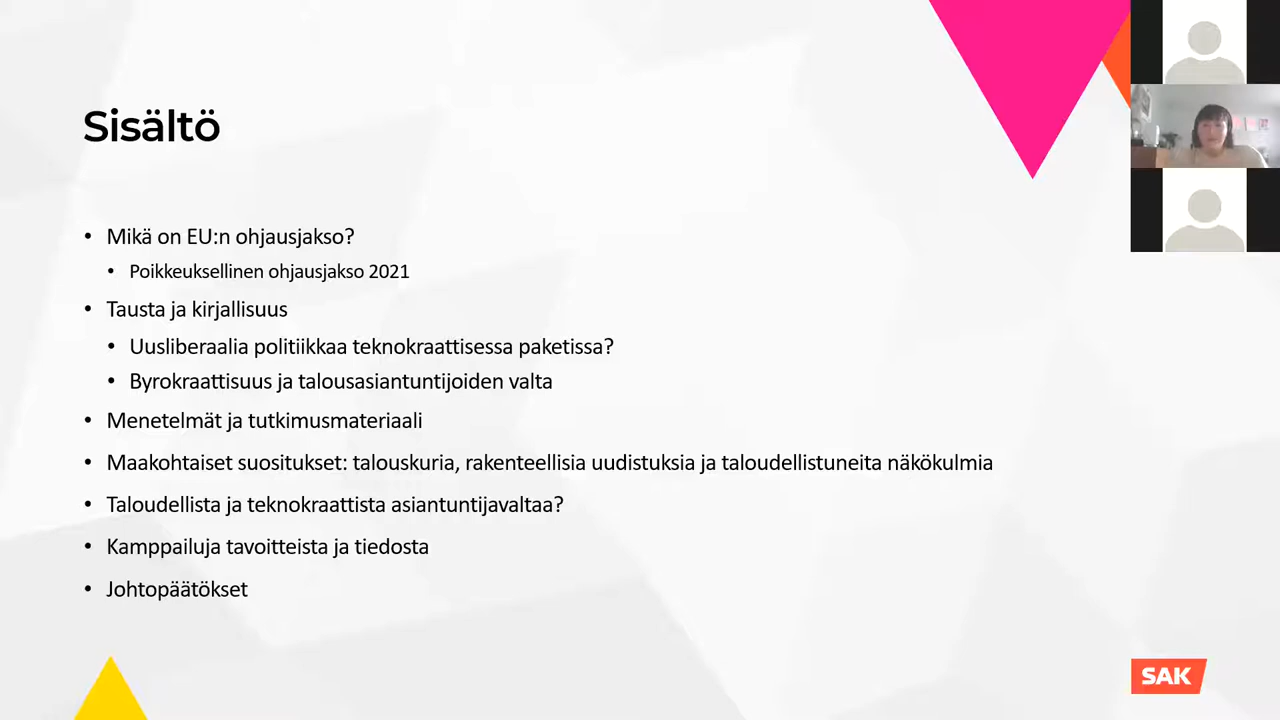 Sisältö
Mikä on EU:n ohjausjakso?
Poikkeuksellinen ohjausjakso 2021
Tausta ja kirjallisuus
Uusliberaalia politiikkaa teknokraattisessa paketissa?
Byrokraattisuus ja talousasiantuntijoiden valta
Menetelmät ja tutkimusmateriaali
Maakohtaiset suositukset: talouskuria, rakenteellisia uudistuksia ja taloudellistuneita näkökulmia
Taloudellista ja teknokraattista asiantuntijavaltaa?
Kamppailuja tavoitteista ja tiedosta
Johtopäätökset
SAK